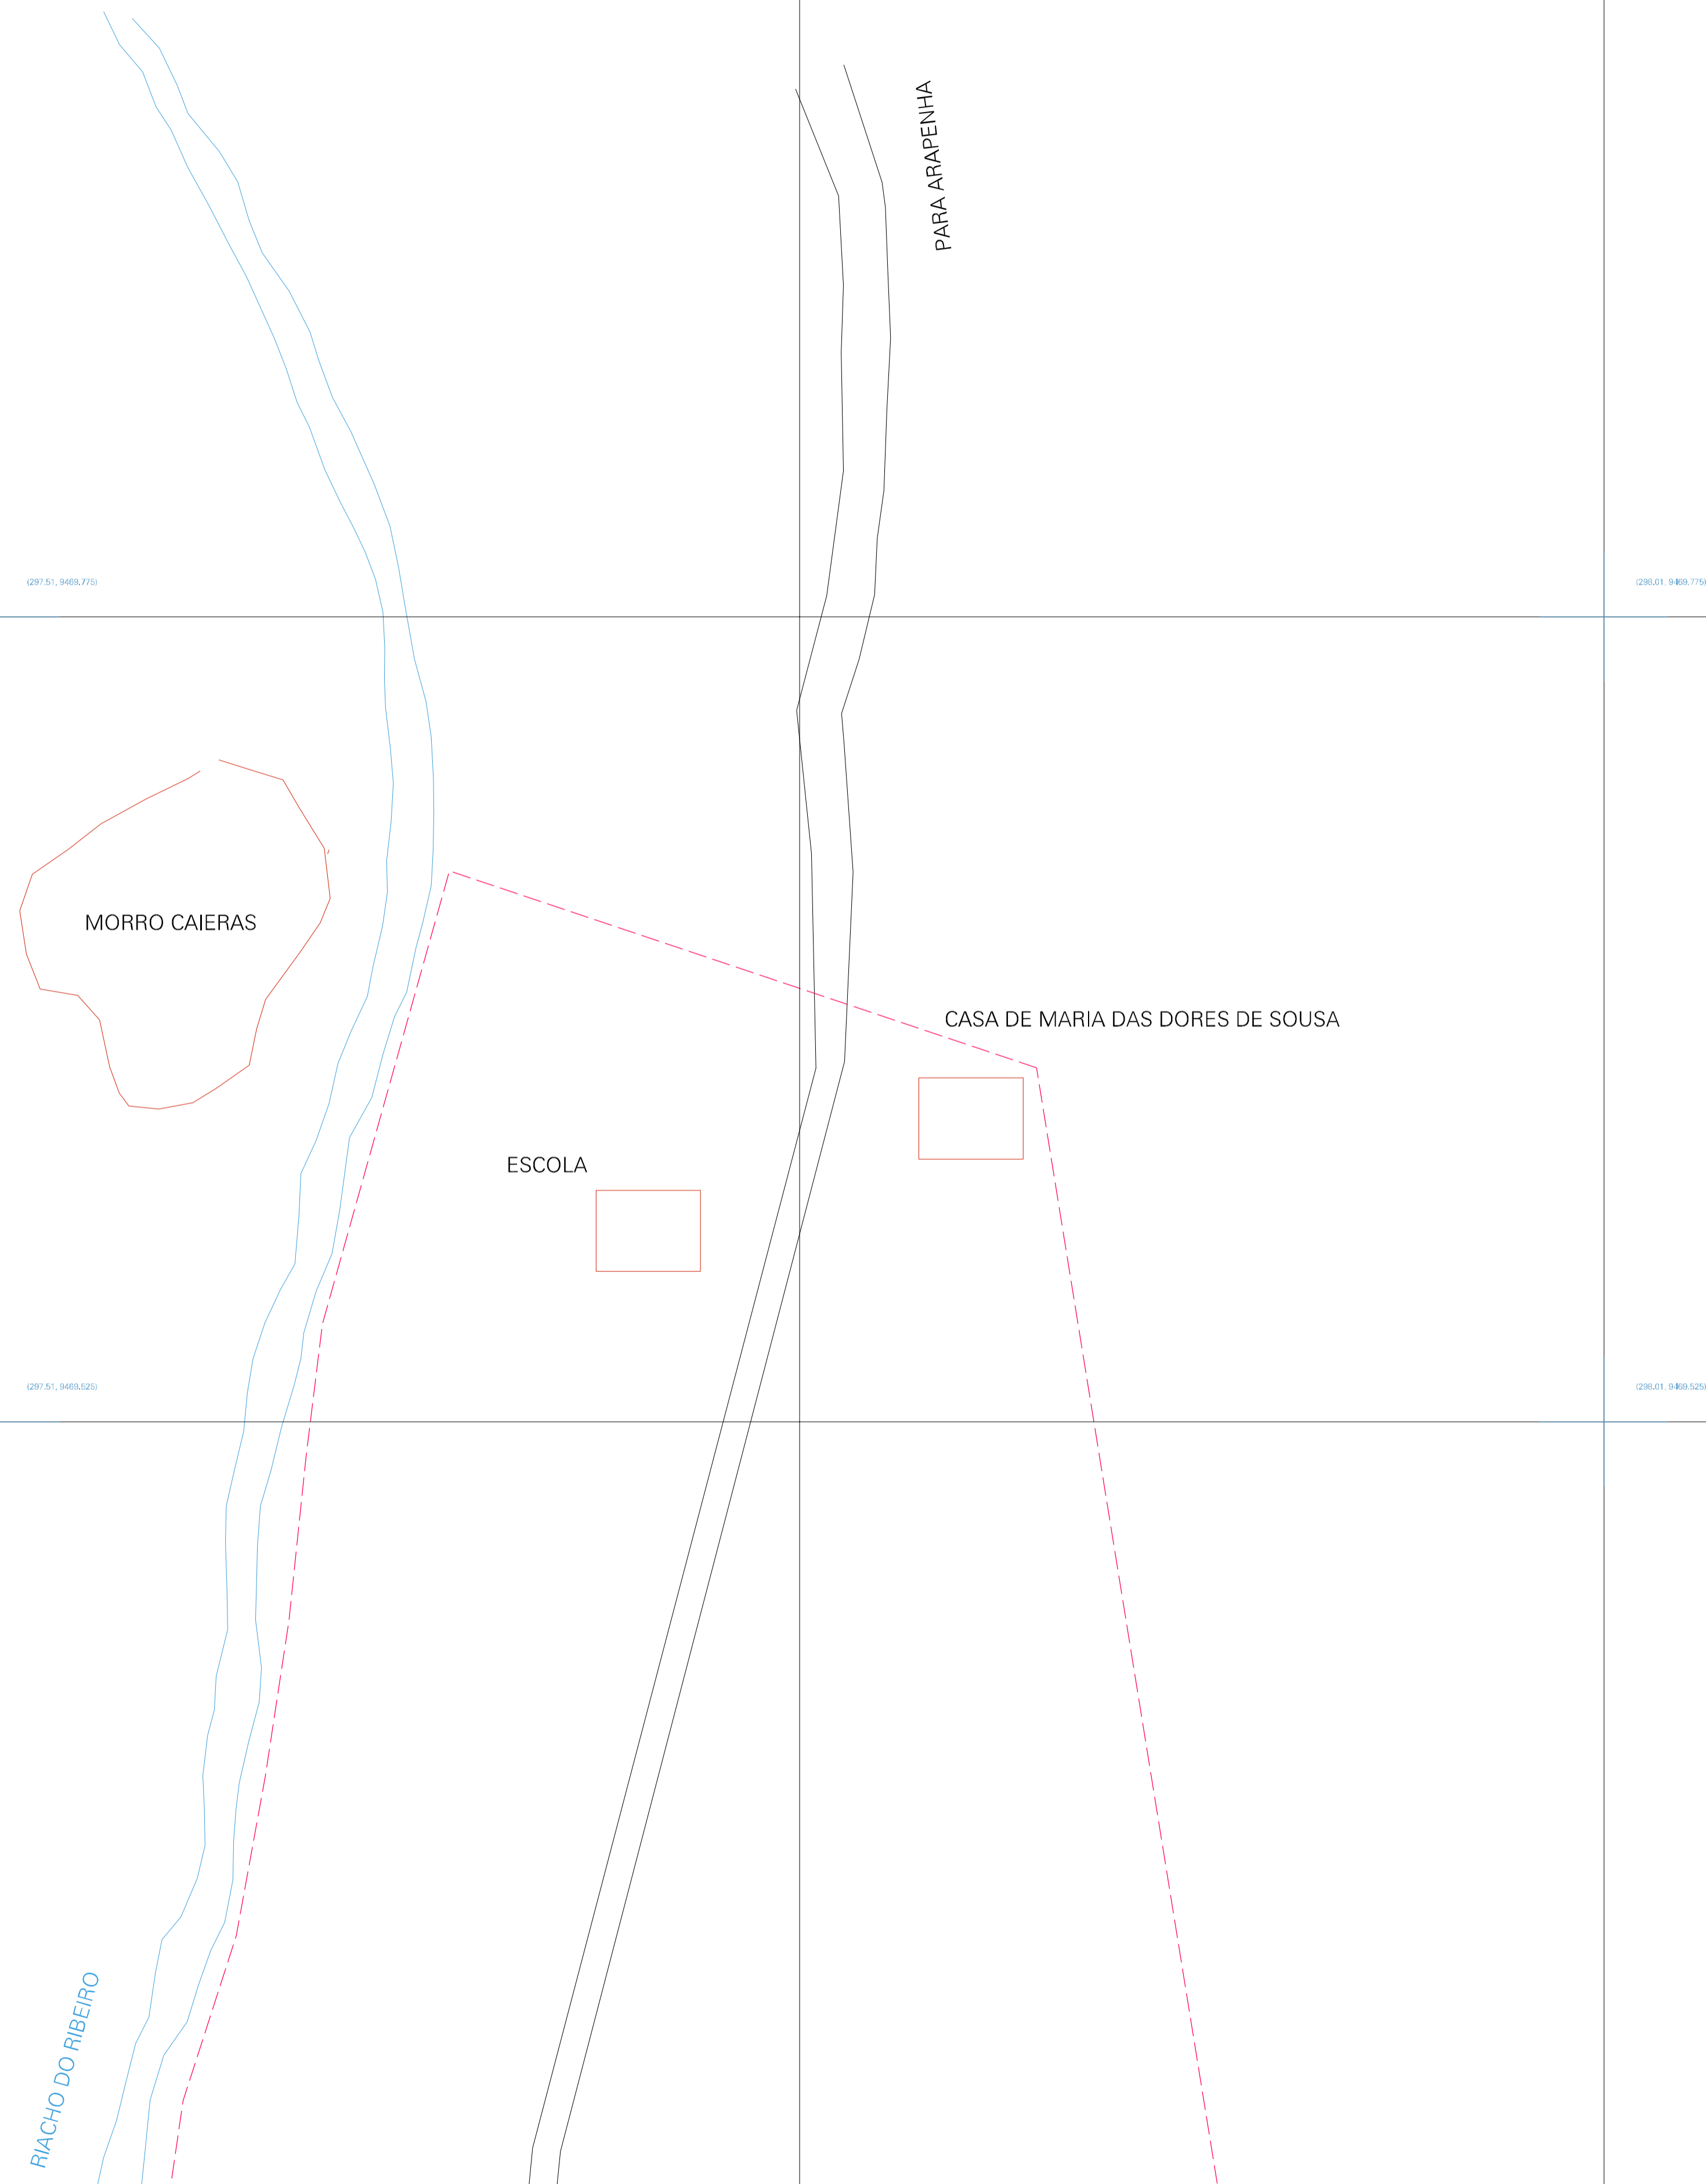 PARA ARAPENHA
(297.51, 9469.775)
(298.01, 9469.775)
MORRO CAIERAS
CASA DE MARIA DAS DORES DE SOUSA
ESCOLA
(297.51, 9469.525)
(298.01, 9469.525)
RIACHO DO RIBEIRO